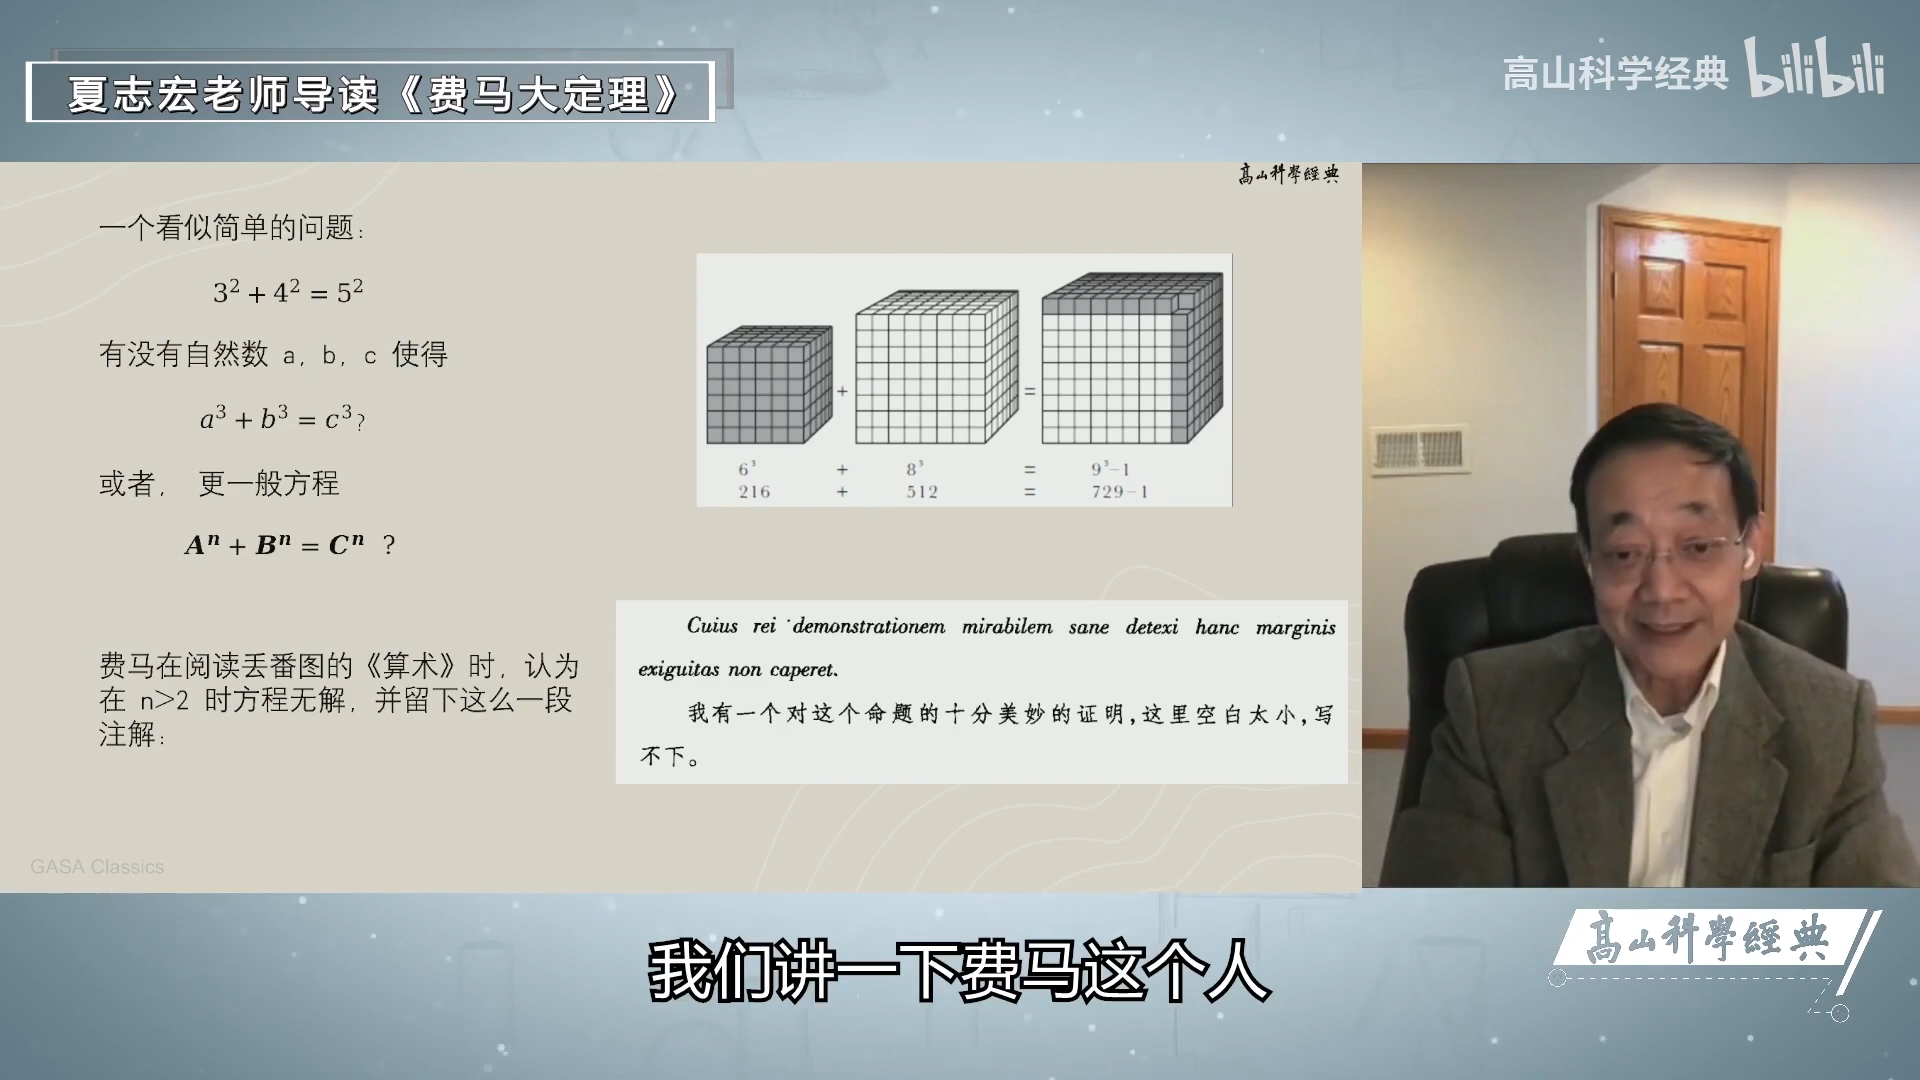 夏志宏老师导读《费马大定理》
高山科学经典 bilibili
高山科學經典
一个看似简单的问题：
3² + 4² = 5²
有没有自然数 a，b，c 使得
a³ + b³ = c³？
或者， 更一般方程
Aⁿ + Bⁿ = Cⁿ ？
6³ + 8³ = 9³−1
216 + 512 = 729−1
费马在阅读丢番图的《算术》时，认为
在 n>2 时方程无解，并留下这么一段
注解：
Cuius rei demonstrationem mirabilem sane detexi hanc marginis
exiguitas non caperet.
我有一个对这个命题的十分美妙的证明,这里空白太小,写
不下。
GASA Classics
高山科學經典
我们讲一下费马这个人